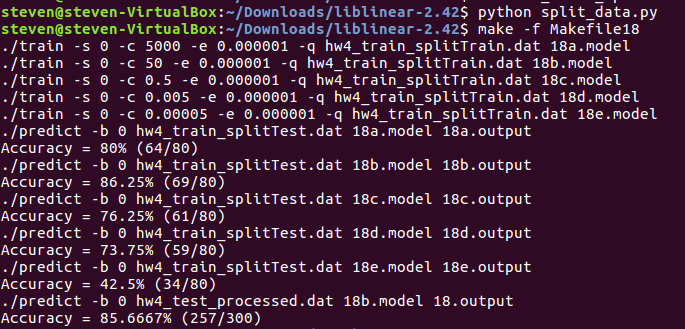 steven@steven-VirtualBox:~/Downloads/liblinear-2.42$ python split_data.py
steven@steven-VirtualBox:~/Downloads/liblinear-2.42$ make -f Makefile18
./train -s 0 -c 5000 -e 0.000001 -q hw4_train_splitTrain.dat 18a.model
./train -s 0 -c 50 -e 0.000001 -q hw4_train_splitTrain.dat 18b.model
./train -s 0 -c 0.5 -e 0.000001 -q hw4_train_splitTrain.dat 18c.model
./train -s 0 -c 0.005 -e 0.000001 -q hw4_train_splitTrain.dat 18d.model
./train -s 0 -c 0.00005 -e 0.000001 -q hw4_train_splitTrain.dat 18e.model
./predict -b 0 hw4_train_splitTest.dat 18a.model 18a.output
Accuracy = 80% (64/80)
./predict -b 0 hw4_train_splitTest.dat 18b.model 18b.output
Accuracy = 86.25% (69/80)
./predict -b 0 hw4_train_splitTest.dat 18c.model 18c.output
Accuracy = 76.25% (61/80)
./predict -b 0 hw4_train_splitTest.dat 18d.model 18d.output
Accuracy = 73.75% (59/80)
./predict -b 0 hw4_train_splitTest.dat 18e.model 18e.output
Accuracy = 42.5% (34/80)
./predict -b 0 hw4_test_processed.dat 18b.model 18.output
Accuracy = 85.6667% (257/300)